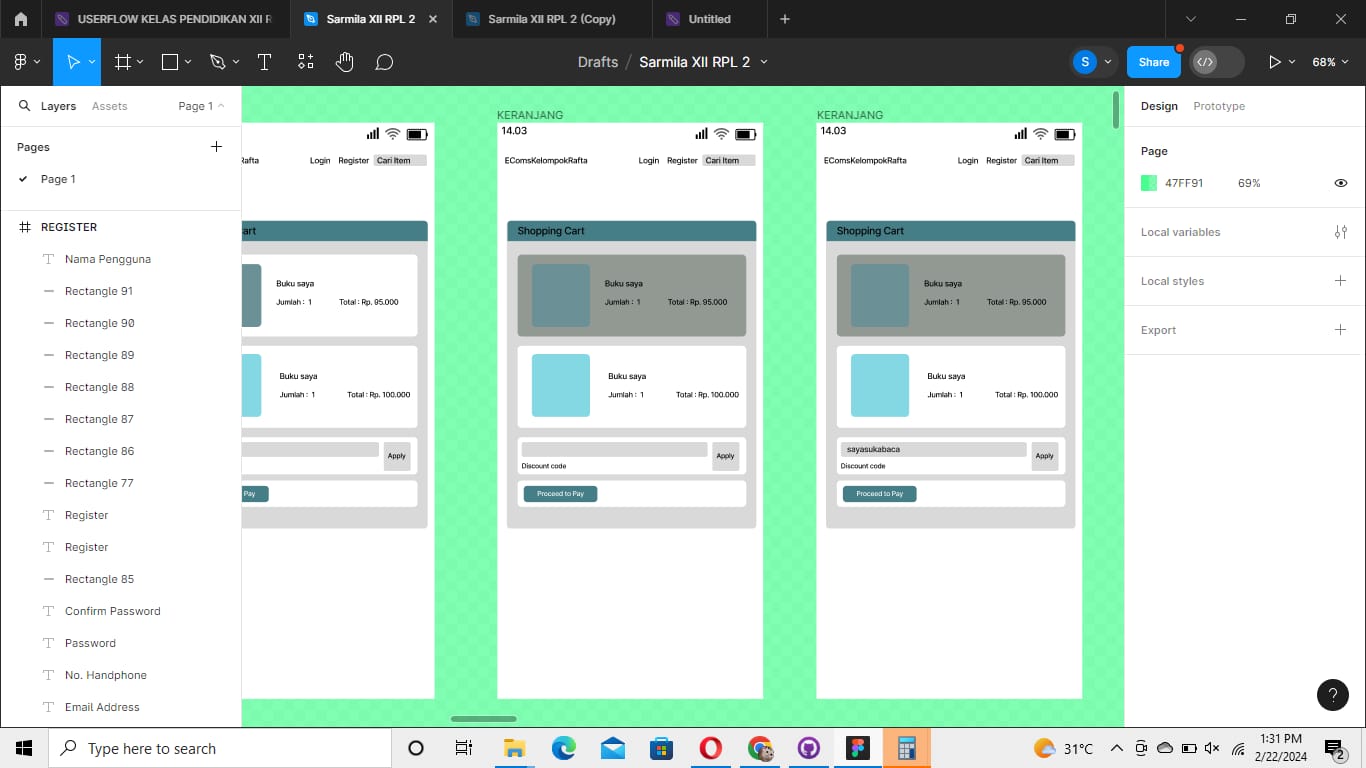 USERFLOW KELAS PENDIDIKAN XII R
Sarmila XII RPL 2
Sarmila XII RPL 2 (Copy)
Untitled
Drafts / Sarmila XII RPL 2
S
Share
68%
Layers
Assets
Page 1
Pages
Page 1
REGISTER
Nama Pengguna
Rectangle 91
Rectangle 90
Rectangle 89
Rectangle 88
Rectangle 87
Rectangle 86
Rectangle 77
Register
Register
Rectangle 85
Confirm Password
Password
No. Handphone
Email Address
Rafta
Login Register Cari Item
art
Buku saya
Jumlah : 1 Total : Rp. 95.000
Buku saya
Jumlah : 1 Total : Rp. 100.000
Apply
Pay
KERANJANG
14.03
EComsKelompokRafta Login Register Cari Item
Shopping Cart
Buku saya
Jumlah : 1 Total : Rp. 95.000
Buku saya
Jumlah : 1 Total : Rp. 100.000
Apply
Discount code
Proceed to Pay
KERANJANG
14.03
EComsKelompokRafta Login Register Cari Item
Shopping Cart
Buku saya
Jumlah : 1 Total : Rp. 95.000
Buku saya
Jumlah : 1 Total : Rp. 100.000
sayasukabaca
Apply
Discount code
Proceed to Pay
Design
Prototype
Page
47FF91 69%
Local variables
Local styles
Export
?
Type here to search
31°C
1:31 PM
2/22/2024
2